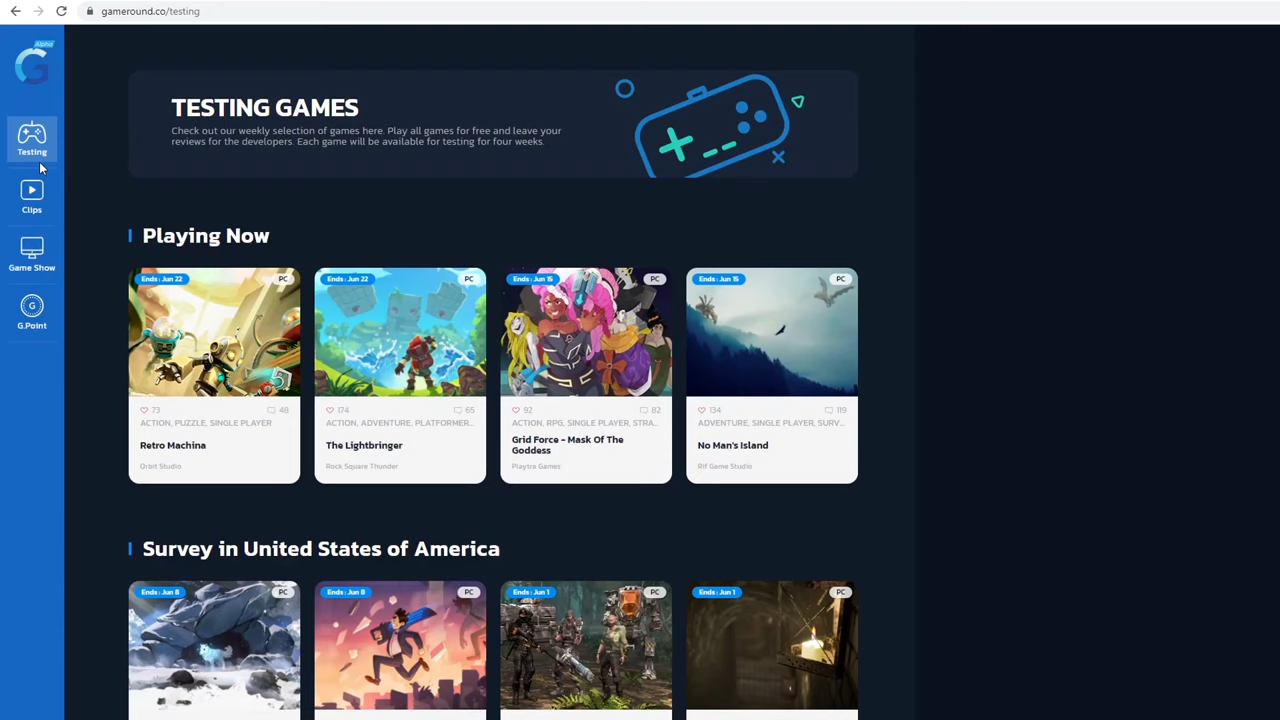 gameround.co/testing
Alpha
G
Testing
Clips
Game Show
G
G.Point
TESTING GAMES
Check out our weekly selection of games here. Play all games for free and leave your
reviews for the developers. Each game will be available for testing for four weeks.
Playing Now
Ends : Jun 22
PC
73
48
ACTION, PUZZLE, SINGLE PLAYER
Retro Machina
Orbit Studio
Ends : Jun 22
PC
174
65
ACTION, ADVENTURE, PLATFORMER...
The Lightbringer
Rock Square Thunder
Ends : Jun 15
PC
92
82
ACTION, RPG, SINGLE PLAYER, STRA...
Grid Force - Mask Of The
Goddess
Playtra Games
Ends : Jun 15
PC
134
119
ADVENTURE, SINGLE PLAYER, SURV...
No Man's Island
Rif Game Studio
Survey in United States of America
Ends : Jun 8
PC
Ends : Jun 8
PC
Ends : Jun 1
PC
Ends : Jun 1
PC